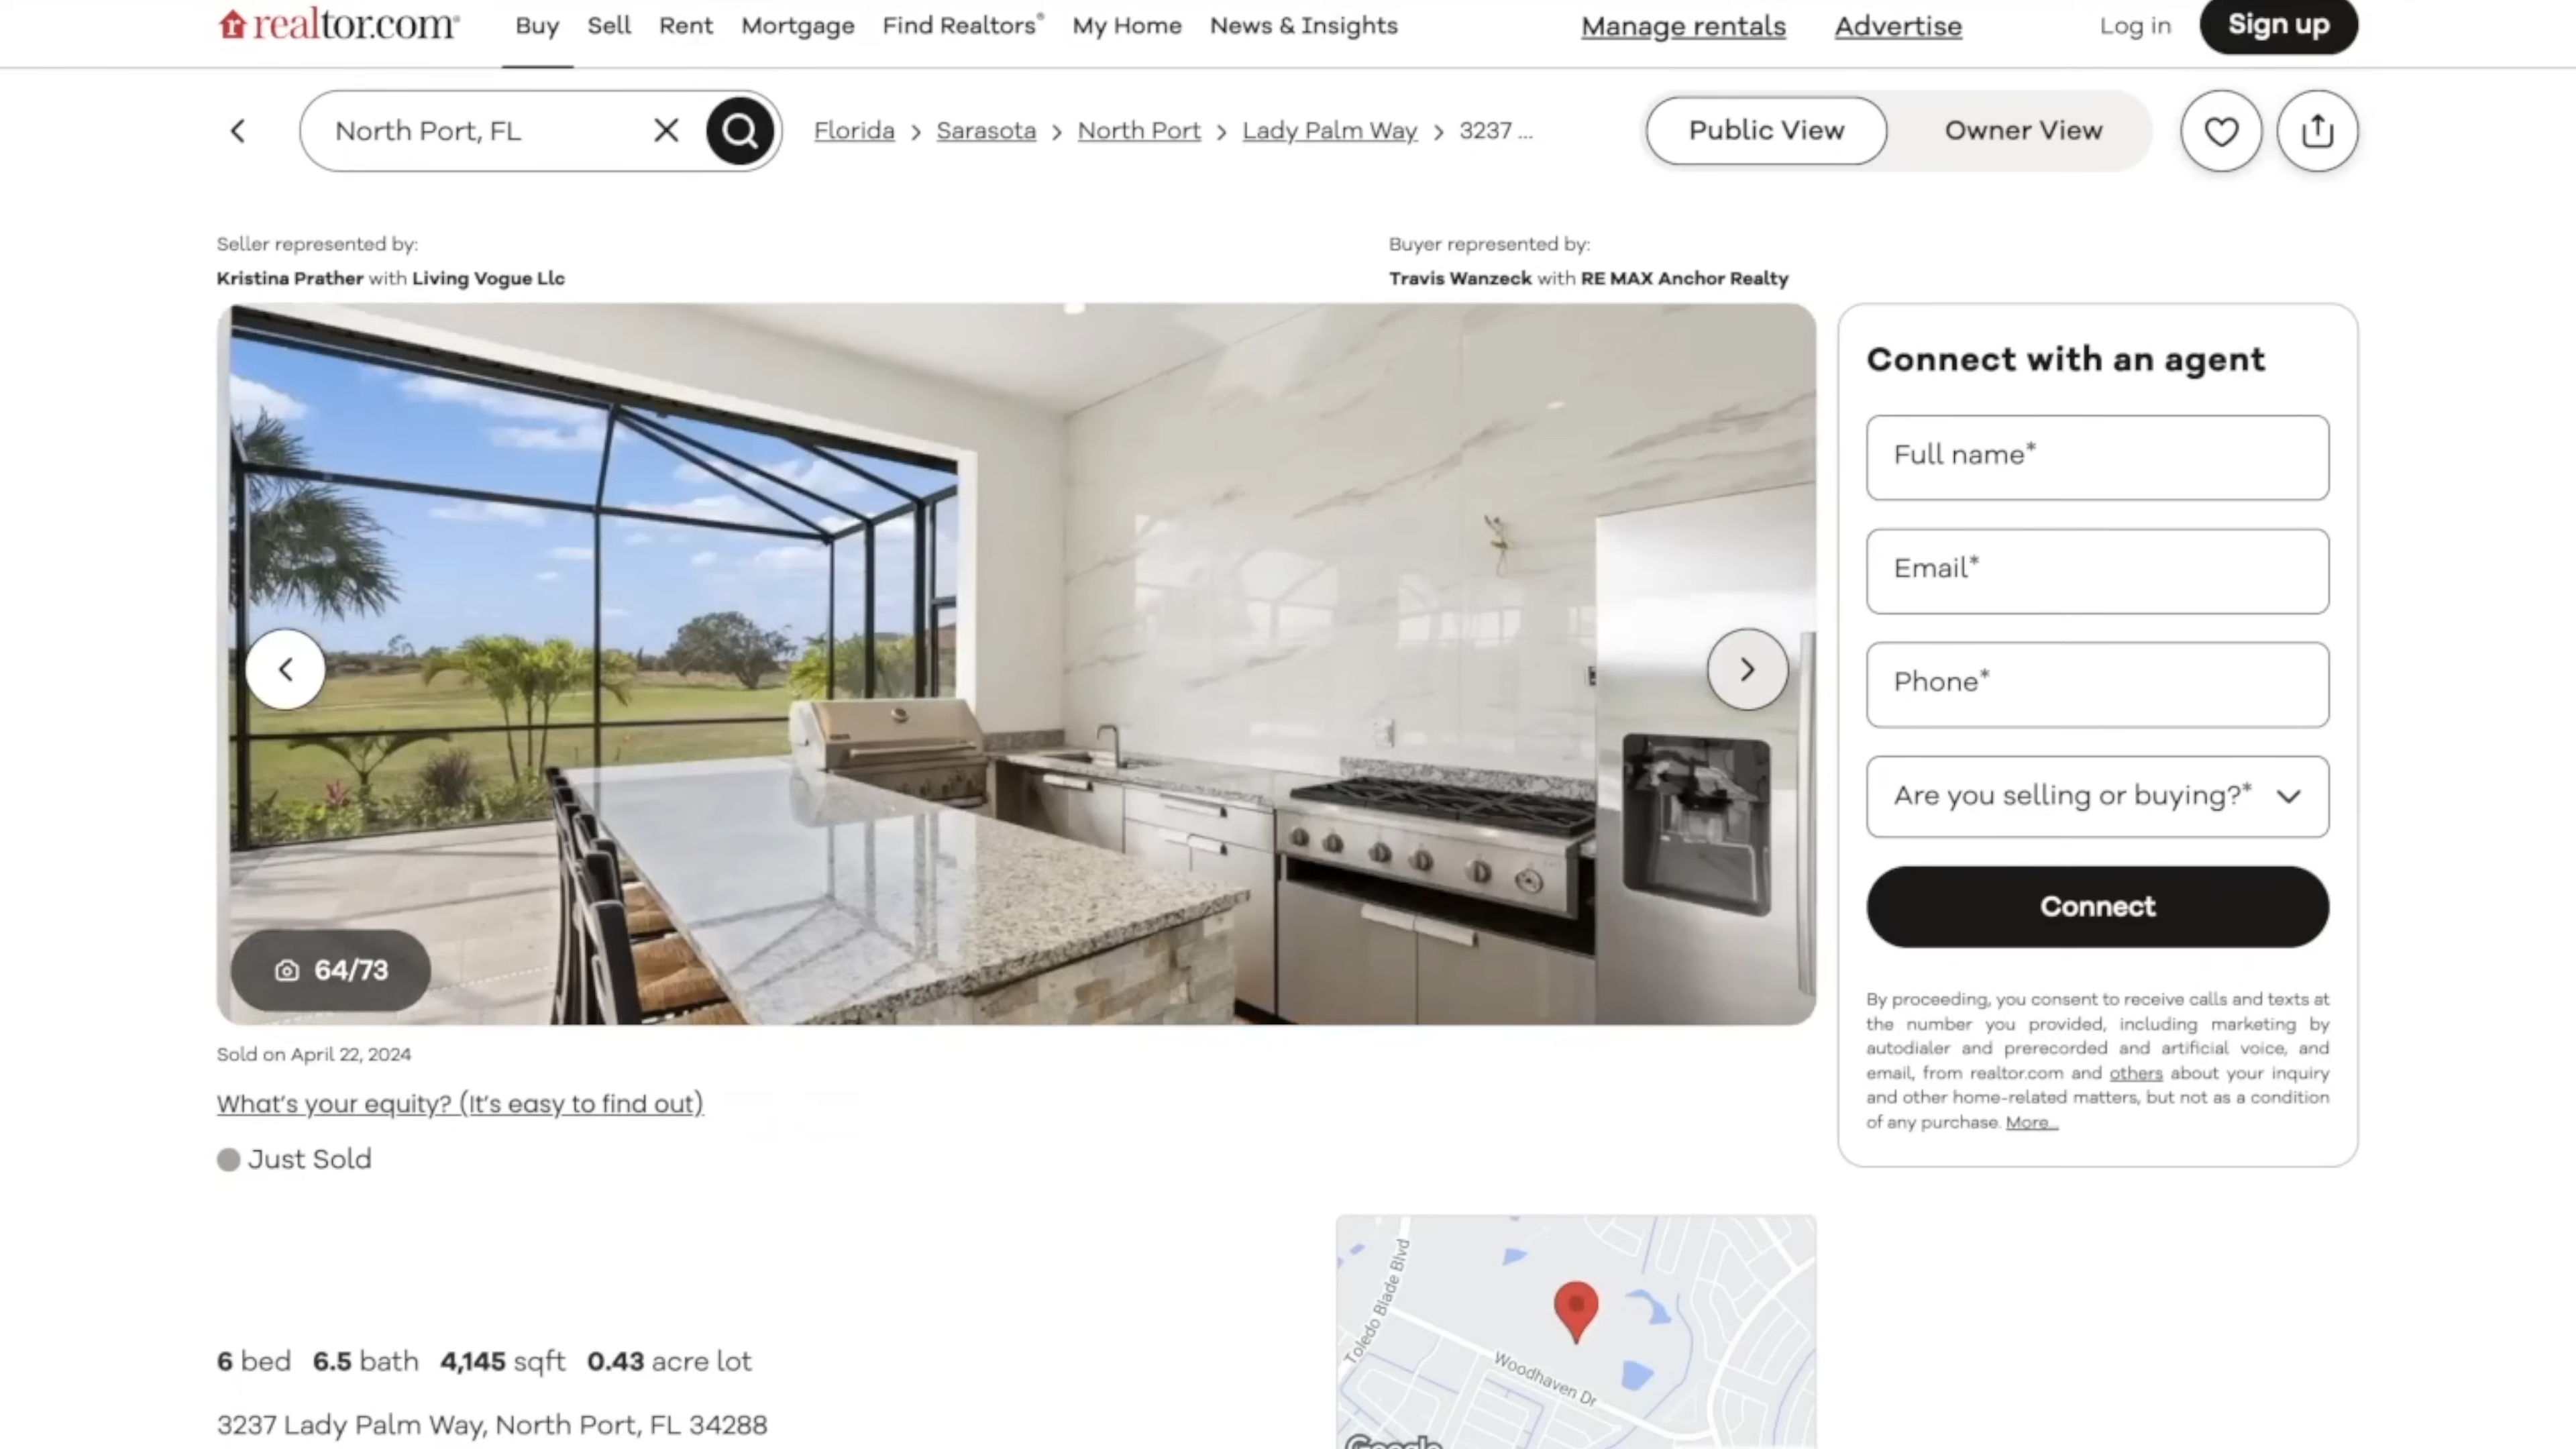 realtor.com®
Buy Sell Rent Mortgage Find Realtors® My Home News & Insights Manage rentals Advertise Log in Sign up
North Port, FL Florida > Sarasota > North Port > Lady Palm Way > 3237 ... Public View Owner View
Seller represented by: Buyer represented by:
Kristina Prather with Living Vogue Llc Travis Wanzeck with RE MAX Anchor Realty
Connect with an agent
Full name*
Email*
Phone*
Are you selling or buying?*
Connect
By proceeding, you consent to receive calls and texts at
the number you provided, including marketing by
autodialer and prerecorded and artificial voice, and
email, from realtor.com and others about your inquiry
and other home-related matters, but not as a condition
of any purchase. More...
64/73
Sold on April 22, 2024
What's your equity? (It's easy to find out)
Just Sold
6 bed 6.5 bath 4,145 sqft 0.43 acre lot
3237 Lady Palm Way, North Port, FL 34288
Toledo Blade Blvd
Woodhaven Dr
Google